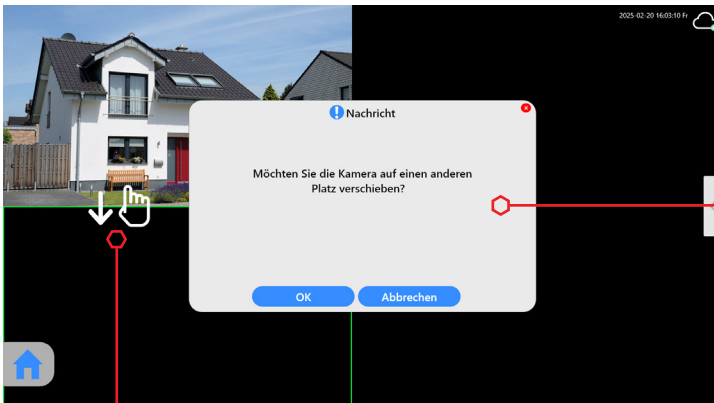 2025-02-20 16:03:10 Fr
Nachricht
Möchten Sie die Kamera auf einen anderen
Platz verschieben?
OK
Abbrechen